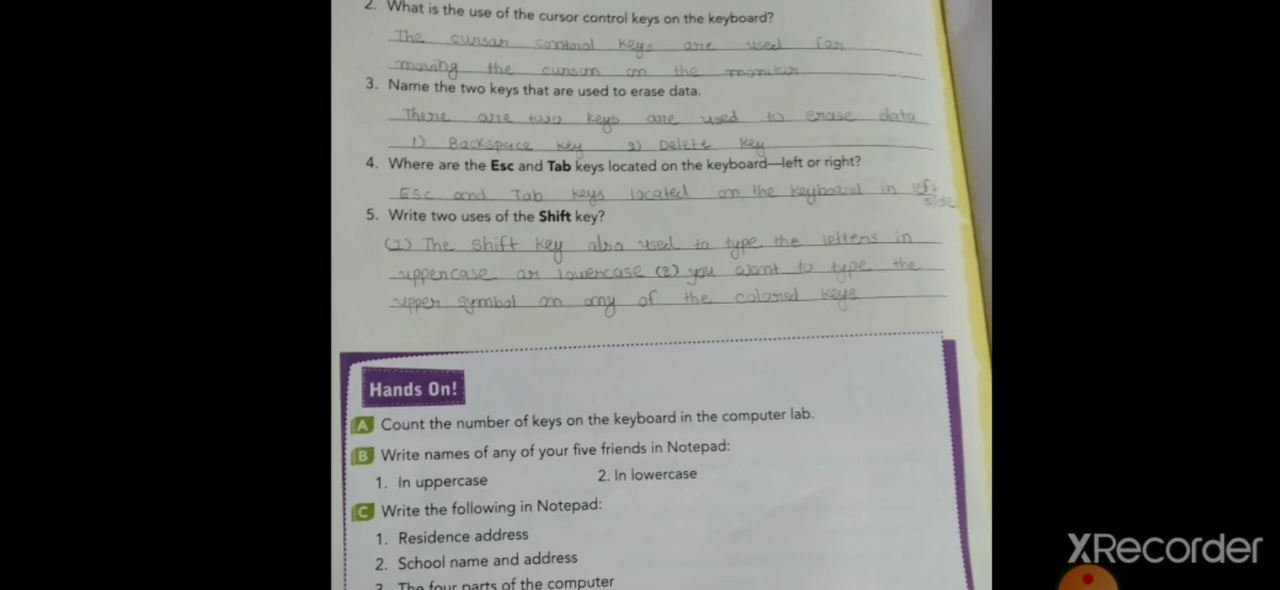 2. What is the use of the cursor control keys on the keyboard?
The cursor control keys are used for
moving the cursor on the monitor
3. Name the two keys that are used to erase data.
There are two keys are used to erase data
1) Backspace key 2) Delete key
4. Where are the Esc and Tab keys located on the keyboard—left or right?
Esc and Tab keys located on the keyboard in left
side
5. Write two uses of the Shift key?
(1) The Shift key also used to type the letters in
uppercase or lowercase (2) you want to type the
upper symbol on any of the colored keys
Hands On!
A Count the number of keys on the keyboard in the computer lab.
B Write names of any of your five friends in Notepad:
1. In uppercase 2. In lowercase
C Write the following in Notepad:
1. Residence address
2. School name and address
3. The four parts of the computer
XRecorder